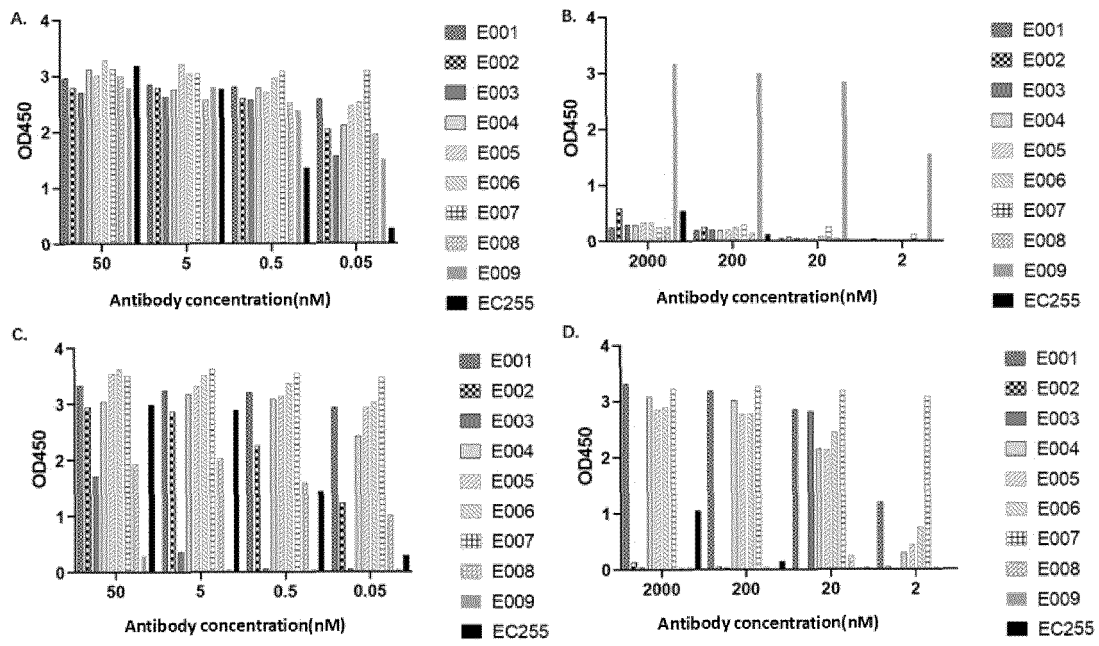 A.
4
3
2
1
0
OD450
50 5 0.5 0.05
Antibody concentration(nM)
E001
E002
E003
E004
E005
E006
E007
E008
E009
EC255
B.
4
3
2
1
0
OD450
2000 200 20 2
Antibody concentration(nM)
E001
E002
E003
E004
E005
E006
E007
E008
E009
EC255
C.
4
3
2
1
0
OD450
50 5 0.5 0.05
Antibody concentration(nM)
E001
E002
E003
E004
E005
E006
E007
E008
E009
EC255
D.
4
3
2
1
0
OD450
2000 200 20 2
Antibody concentration(nM)
E001
E002
E003
E004
E005
E006
E007
E008
E009
EC255